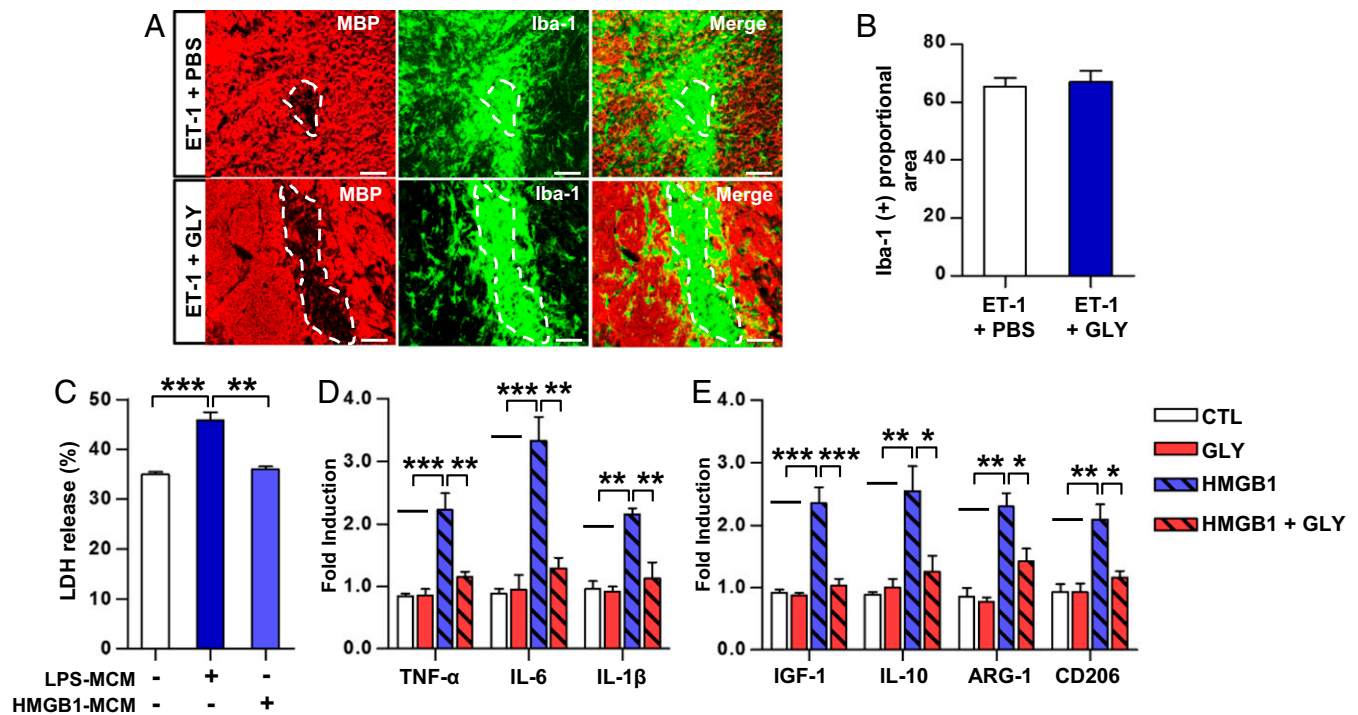 A
ET-1 + PBS
MBP
Iba-1
Merge
ET-1 + GLY
MBP
Iba-1
Merge
B
Iba-1 (+) proportional
area
80
60
40
20
0
ET-1
+ PBS
ET-1
+ GLY
C
LDH release (%)
50
40
30
20
10
0
*** **
LPS-MCM - + -
HMGB1-MCM - - +
D
Fold Induction
4.0
3.0
2.0
1.0
0.0
*** **
*** **
** **
TNF-α IL-6 IL-1β
E
Fold Induction
4.0
3.0
2.0
1.0
0.0
*** ***
** *
** *
** *
IGF-1 IL-10 ARG-1 CD206
CTL
GLY
HMGB1
HMGB1 + GLY